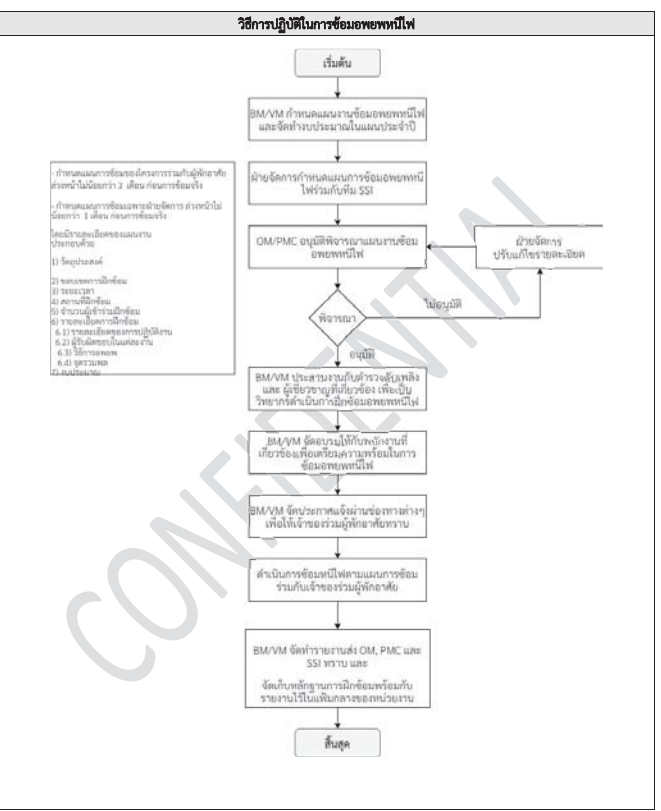 วิธีการปฏิบัติในการซ้อมอพยพหนีไฟ
เริ่มต้น
BM/VM กำหนดแผนงานซ้อมอพยพหนีไฟ
และจัดทำงบประมาณในแผนประจำปี
- กำหนดแผนการซ้อมของโครงการร่วมกับผู้พักอาศัย
ล่วงหน้าไม่น้อยกว่า 3 เดือน ก่อนการซ้อมจริง
- กำหนดแผนการซ้อมเฉพาะฝ่ายจัดการ ล่วงหน้าไม่
น้อยกว่า 1 เดือน ก่อนการซ้อมจริง
โดยมีรายละเอียดของแผนงาน
ประกอบด้วย
1) วัตถุประสงค์
2) ขอบเขตการฝึกซ้อม
3) ระยะเวลา
4) สถานที่ฝึกซ้อม
5) จำนวนผู้เข้าร่วมฝึกซ้อม
6) รายละเอียดการฝึกซ้อม
6.1) รายละเอียดของการปฏิบัติงาน
6.2) ผู้รับผิดชอบในแต่ละงาน
6.3) วิธีการอพยพ
6.4) จุดรวมพล
7) งบประมาณ
ฝ่ายจัดการกำหนดแผนการซ้อมอพยพหนี
ไฟร่วมกับทีม SSI
OM/PMC อนุมัติพิจารณาแผนงานซ้อม
อพยพหนีไฟ
ฝ่ายจัดการ
ปรับแก้ไขรายละเอียด
พิจารณา
ไม่อนุมัติ
อนุมัติ
BM/VM ประสานงานกับตำรวจดับเพลิง
และ ผู้เชี่ยวชาญที่เกี่ยวข้อง เพื่อเป็น
วิทยากรดำเนินการฝึกซ้อมอพยพหนีไฟ
BM/VM จัดอบรมให้กับพนักงานที่
เกี่ยวข้องเพื่อเตรียมความพร้อมในการ
ซ้อมอพยพหนีไฟ
BM/VM จัดประกาศแจ้งผ่านช่องทางต่างๆ
เพื่อให้เจ้าของร่วมผู้พักอาศัยทราบ
ดำเนินการซ้อมหนีไฟตามแผนการซ้อม
ร่วมกับเจ้าของร่วมผู้พักอาศัย
BM/VM จัดทำรายงานส่ง OM, PMC และ
SSI ทราบ และ
จัดเก็บหลักฐานการฝึกซ้อมพร้อมกับ
รายงานไว้ในแฟ้มกลางของหน่วยงาน
สิ้นสุด
CONFIDENTIAL